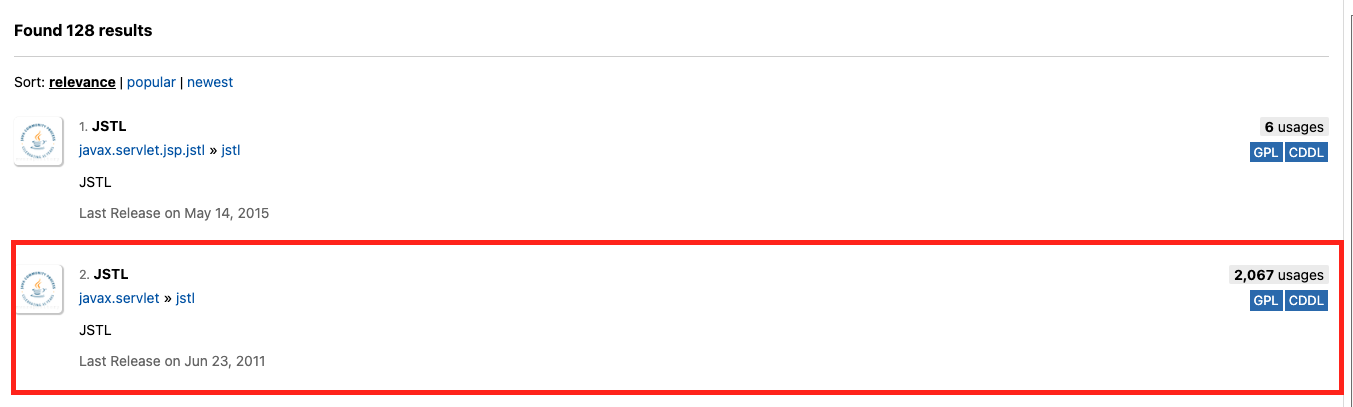 Found 128 results
Sort: relevance | popular | newest
1. JSTL
6 usages
javax.servlet.jsp.jstl » jstl
GPL CDDL
JSTL
Last Release on May 14, 2015
2. JSTL
2,067 usages
javax.servlet » jstl
GPL CDDL
JSTL
Last Release on Jun 23, 2011